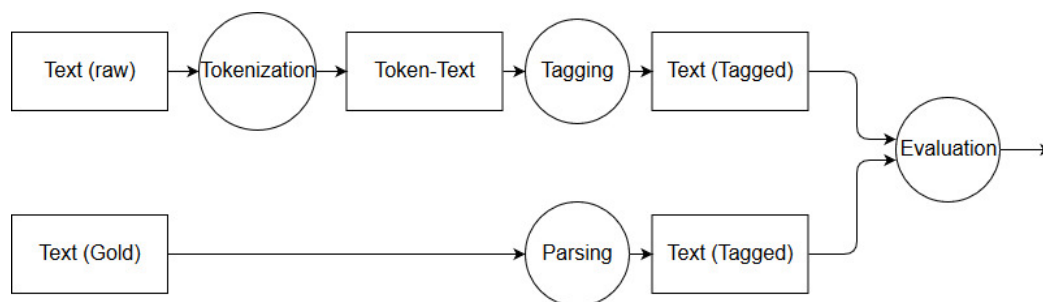 Text (raw)
Tokenization
Token-Text
Tagging
Text (Tagged)
Evaluation
Text (Gold)
Parsing
Text (Tagged)